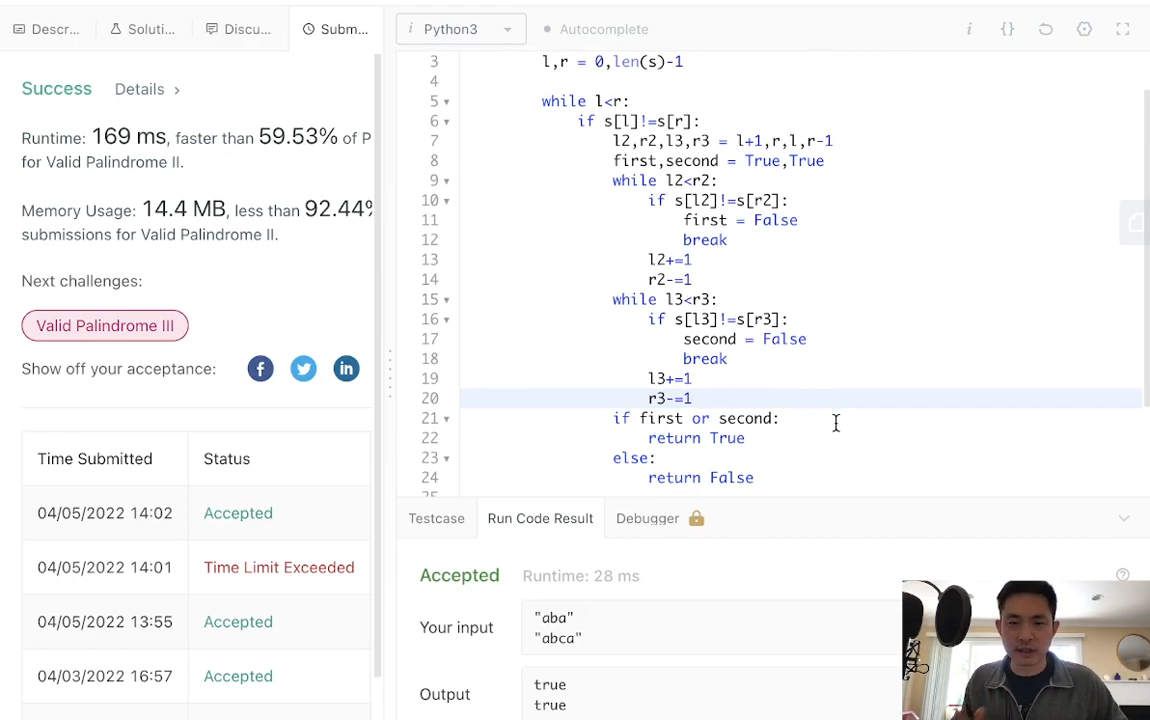 Descr...
Soluti...
Discu...
Subm...
Success
Details >
Runtime: 169 ms, faster than 59.53% of P
for Valid Palindrome II.
Memory Usage: 14.4 MB, less than 92.44%
submissions for Valid Palindrome II.
Next challenges:
Valid Palindrome III
Show off your acceptance:
Time Submitted Status
04/05/2022 14:02 Accepted
04/05/2022 14:01 Time Limit Exceeded
04/05/2022 13:55 Accepted
04/03/2022 16:57 Accepted
i Python3
Autocomplete
3 l,r = 0,len(s)-1
4
5 while l<r:
6 if s[l]!=s[r]:
7 l2,r2,l3,r3 = l+1,r,l,r-1
8 first,second = True,True
9 while l2<r2:
10 if s[l2]!=s[r2]:
11 first = False
12 break
13 l2+=1
14 r2-=1
15 while l3<r3:
16 if s[l3]!=s[r3]:
17 second = False
18 break
19 l3+=1
20 r3-=1
21 if first or second:
22 return True
23 else:
24 return False
25
Testcase Run Code Result Debugger
Accepted Runtime: 28 ms
Your input
"aba"
"abca"
Output
true
true